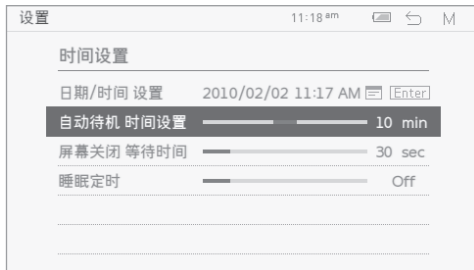 设置 11:18 am M
时间设置
日期/时间 设置 2010/02/02 11:17 AM Enter
自动待机 时间设置 10 min
屏幕关闭 等待时间 30 sec
睡眠定时 Off